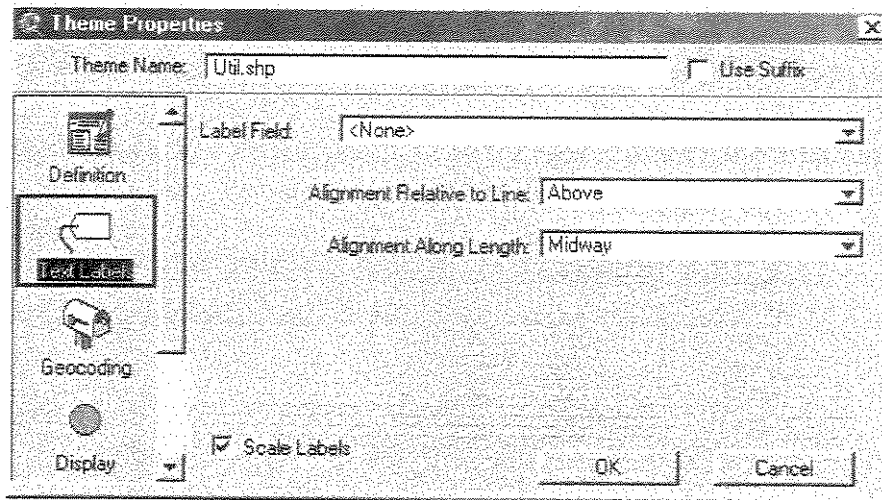 Theme Properties
Theme Name: Util.shp Use Suffix
Label Field: <None>
Definition
Alignment Relative to Line: Above
Text Labels
Alignment Along Length: Midway
Geocoding
Scale Labels
Display
OK Cancel